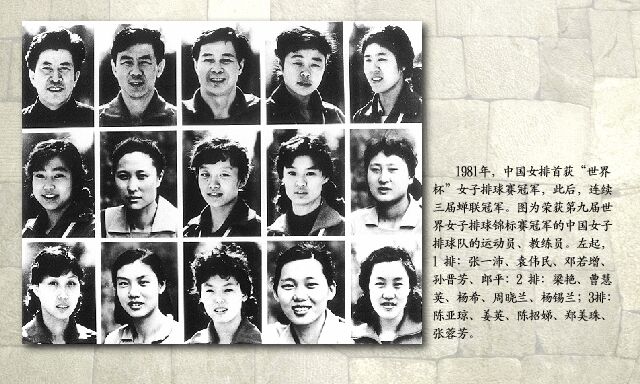 1981年，中国女排首获“世界
杯”女子排球赛冠军，此后，连续
三届蝉联冠军。图为荣获第九届世
界女子排球锦标赛冠军的中国女子
排球队的运动员、教练员。左起，
1 排：张一沛、袁伟民、邓若增、
孙晋芳、郎平：2 排：梁艳、曹慧
英、杨希、周晓兰、杨锡兰；3排：
陈亚琼、姜英、陈招娣、郑美珠、
张蓉芳。